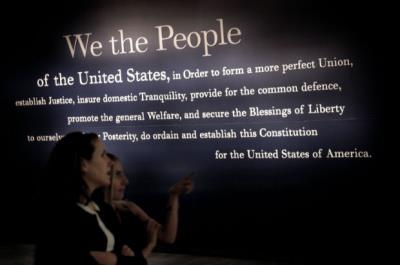 We the People
of the United States, in Order to form a more perfect Union,
establish Justice, insure domestic Tranquility, provide for the common defence,
promote the general Welfare, and secure the Blessings of Liberty
to Posterity, do ordain and establish this Constitution
for the United States of America.